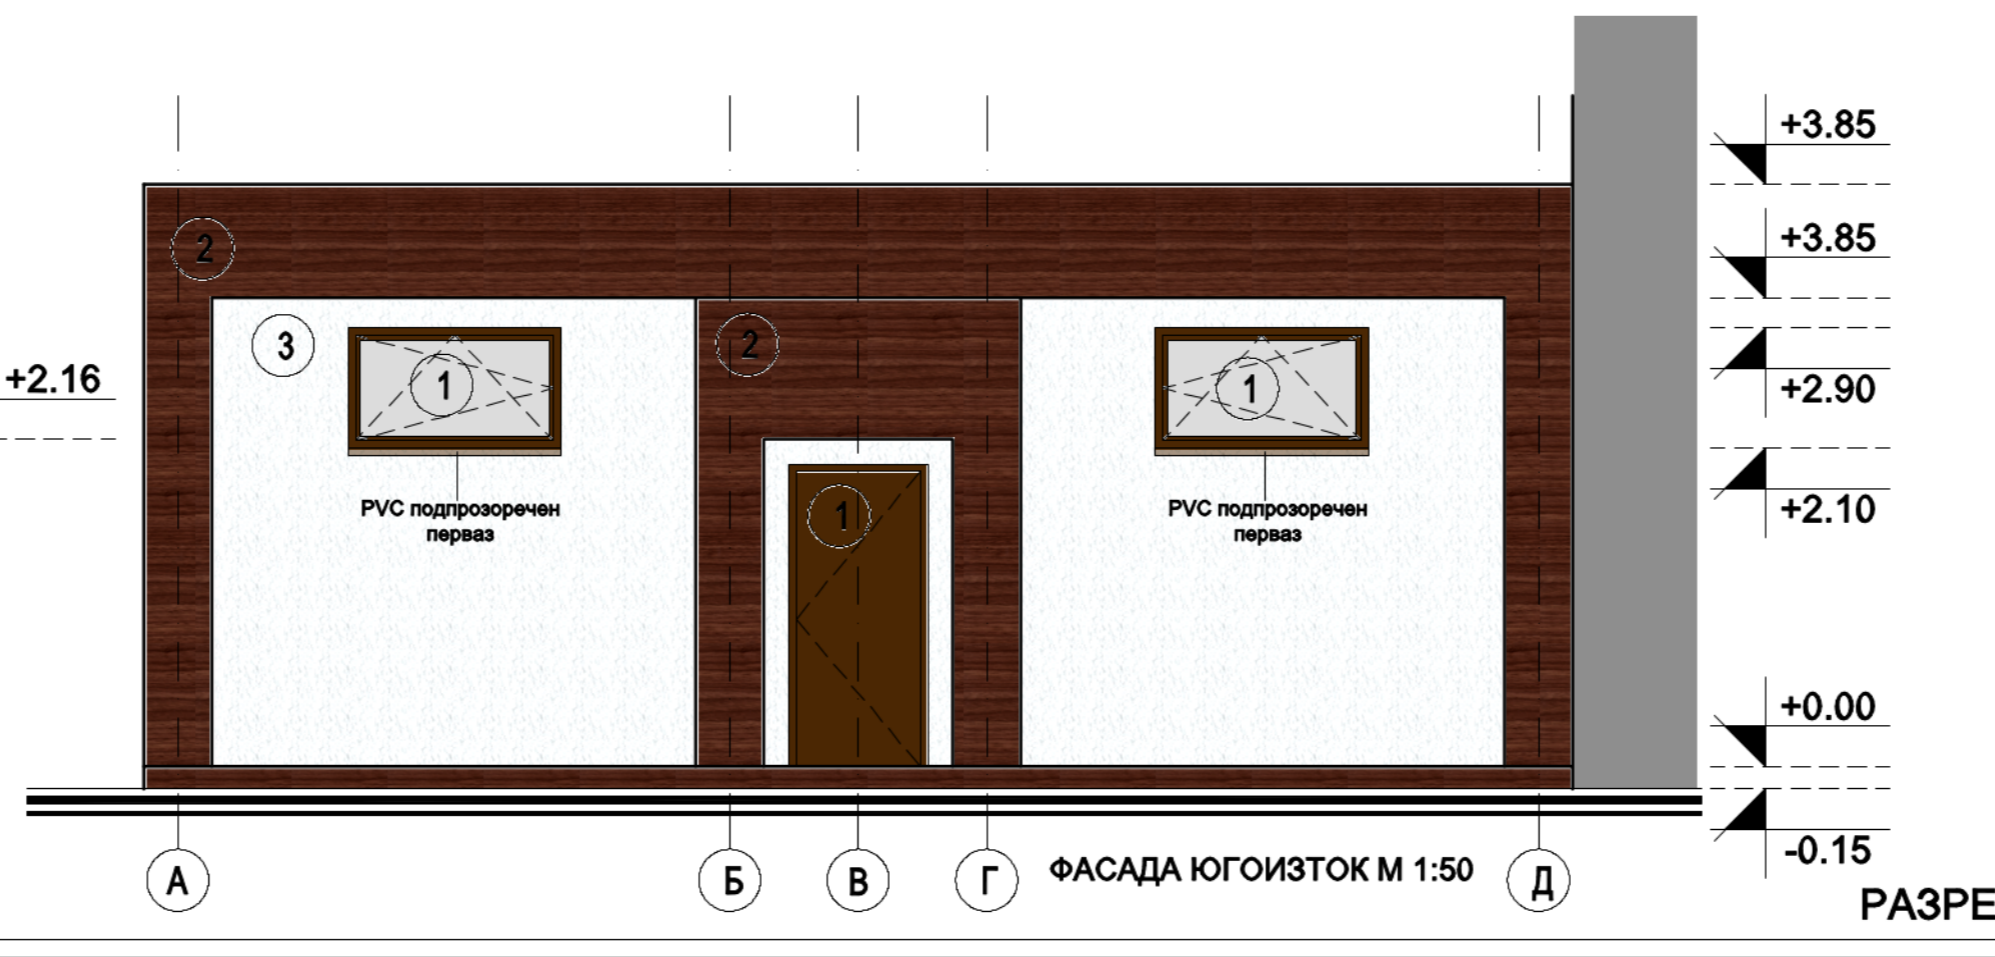 +3.85
+3.85
2
3
2
+2.16
1
1
+2.90
PVC подпрозоречен
перваз
1
PVC подпрозоречен
перваз
+2.10
+0.00
-0.15
А
Б
В
Г
ФАСАДА ЮГОИЗТОК М 1:50
Д
РАЗРЕ